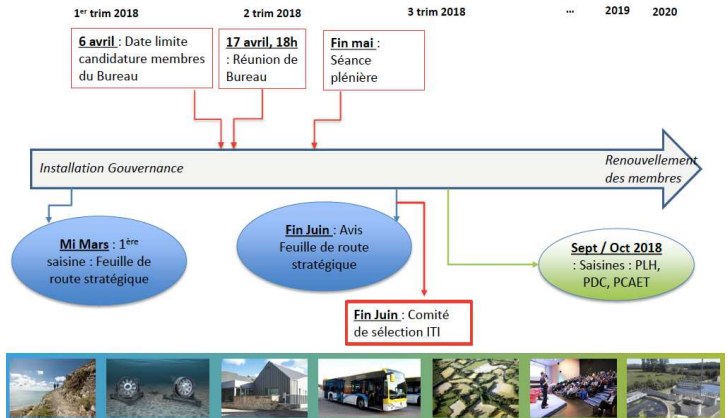 1er trim 2018
2 trim 2018
3 trim 2018
...
2019
2020
6 avril : Date limite
candidature membres
du Bureau
17 avril, 18h
: Réunion de
Bureau
Fin mai :
Séance
plénière
Installation Gouvernance
Renouvellement
des membres
Mi Mars : 1ère
saisine : Feuille de
route stratégique
Fin Juin : Avis
Feuille de route
stratégique
Sept / Oct 2018
: Saisines : PLH,
PDC, PCAET
Fin Juin : Comité
de sélection ITI